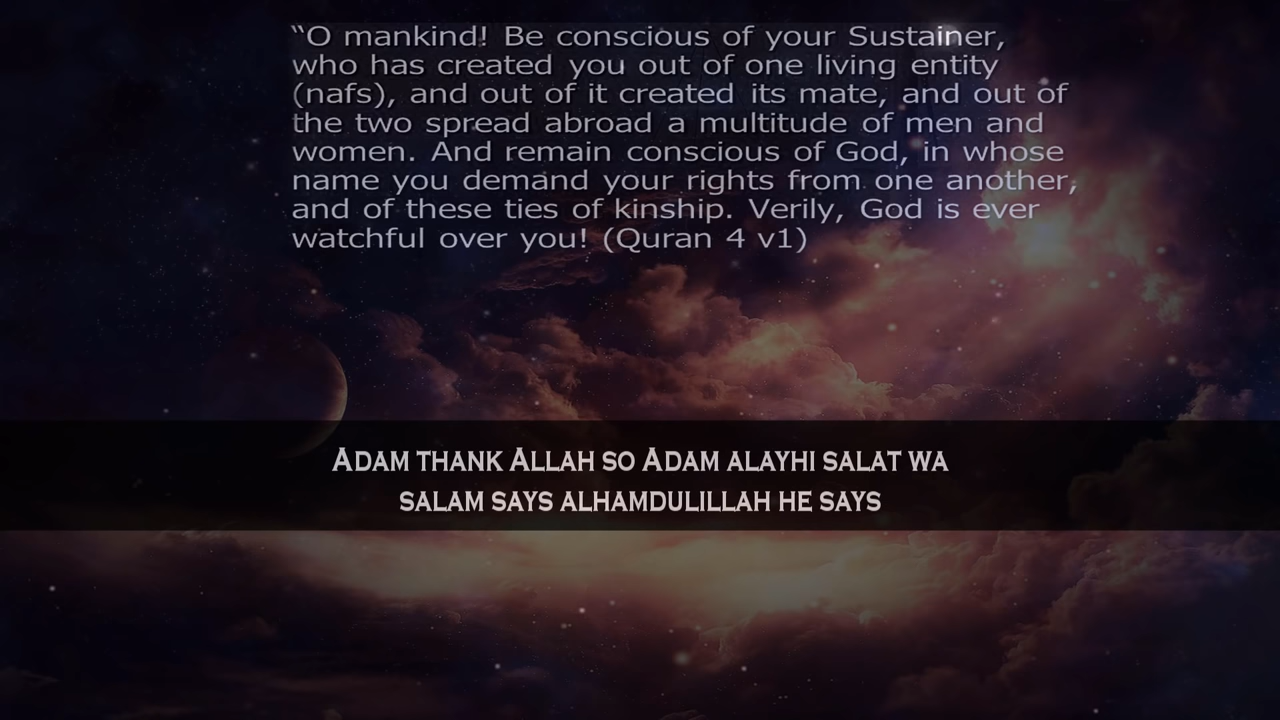 “O mankind! Be conscious of your Sustainer,
who has created you out of one living entity
(nafs), and out of it created its mate, and out of
the two spread abroad a multitude of men and
women. And remain conscious of God, in whose
name you demand your rights from one another,
and of these ties of kinship. Verily, God is ever
watchful over you! (Quran 4 v1)
Adam thank Allah so Adam alayhi salat wa
salam says alhamdulillah he says